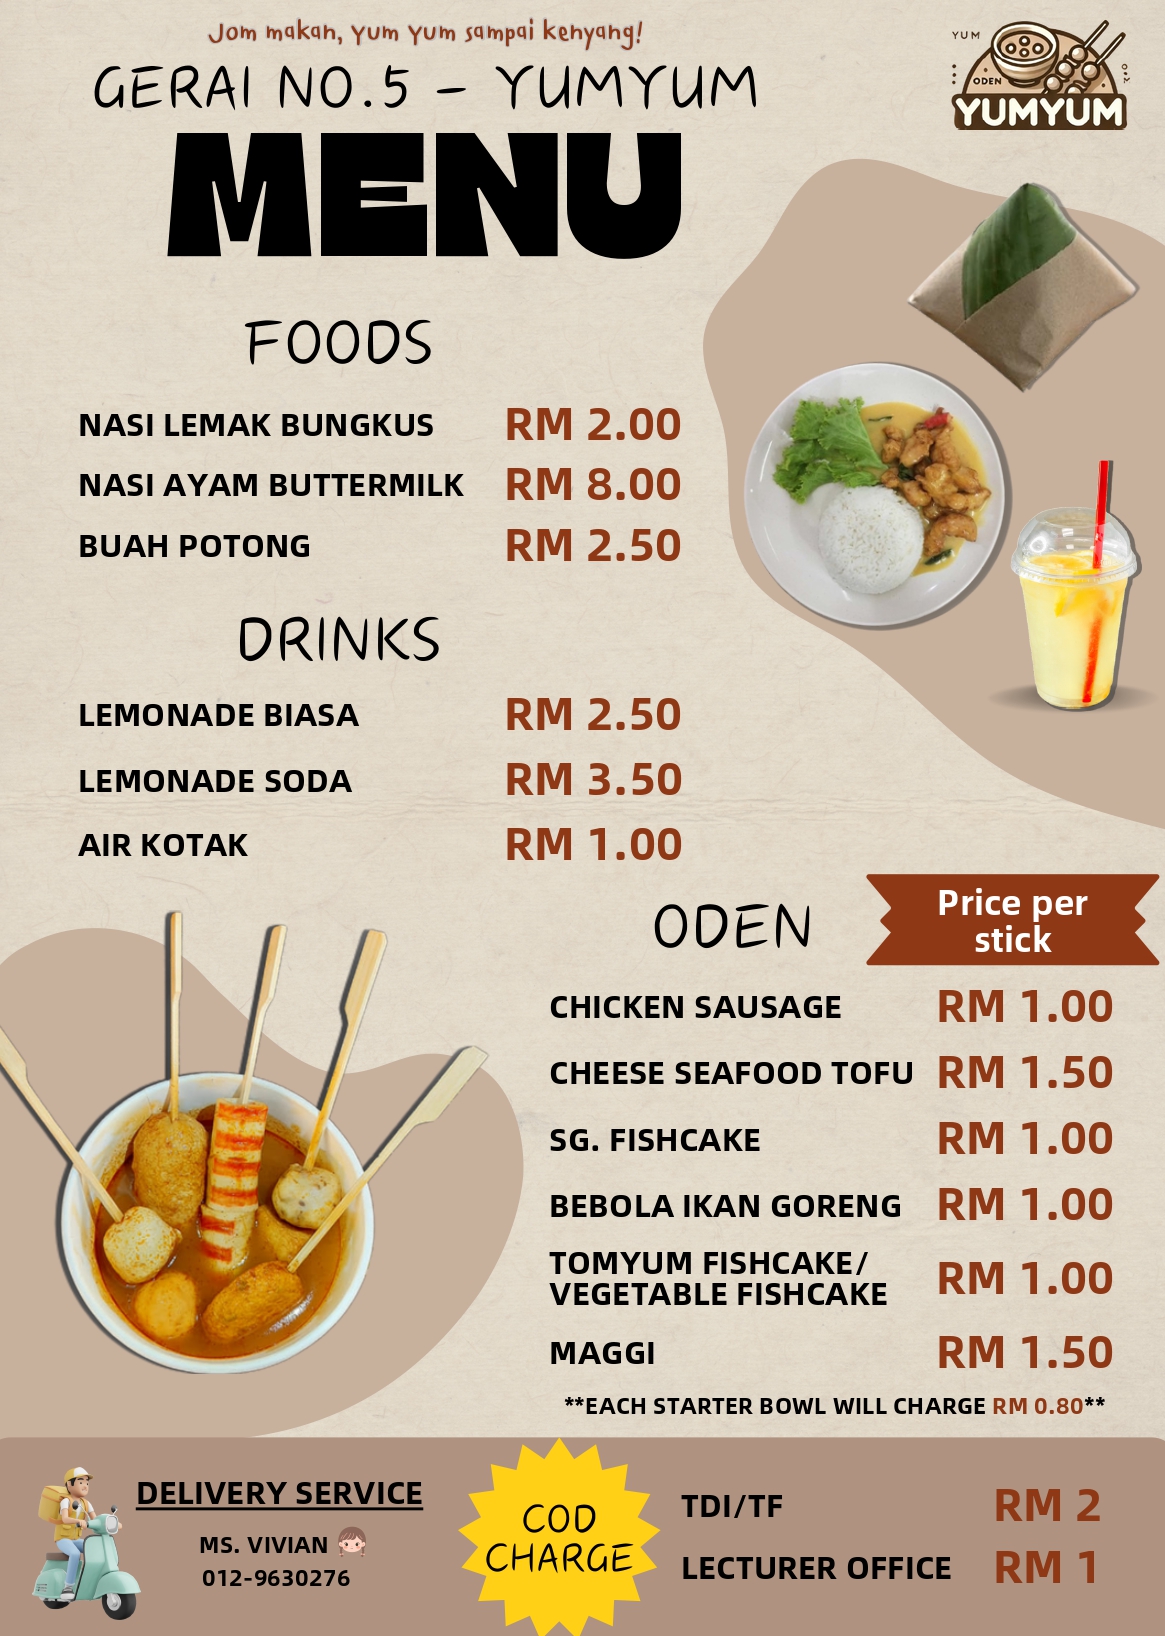 Jom makan, Yum Yum sampai kenyang!
GERAI NO.5 – YUMYUM
MENU
YUM
ODEN
YUMYUM
FOODS
NASI LEMAK BUNGKUS RM 2.00
NASI AYAM BUTTERMILK RM 8.00
BUAH POTONG RM 2.50
DRINKS
LEMONADE BIASA RM 2.50
LEMONADE SODA RM 3.50
AIR KOTAK RM 1.00
ODEN
Price per
stick
CHICKEN SAUSAGE RM 1.00
CHEESE SEAFOOD TOFU RM 1.50
SG. FISHCAKE RM 1.00
BEBOLA IKAN GORENG RM 1.00
TOMYUM FISHCAKE/
VEGETABLE FISHCAKE RM 1.00
MAGGI RM 1.50
**EACH STARTER BOWL WILL CHARGE RM 0.80**
DELIVERY SERVICE
MS. VIVIAN
012-9630276
COD
CHARGE
TDI/TF RM 2
LECTURER OFFICE RM 1